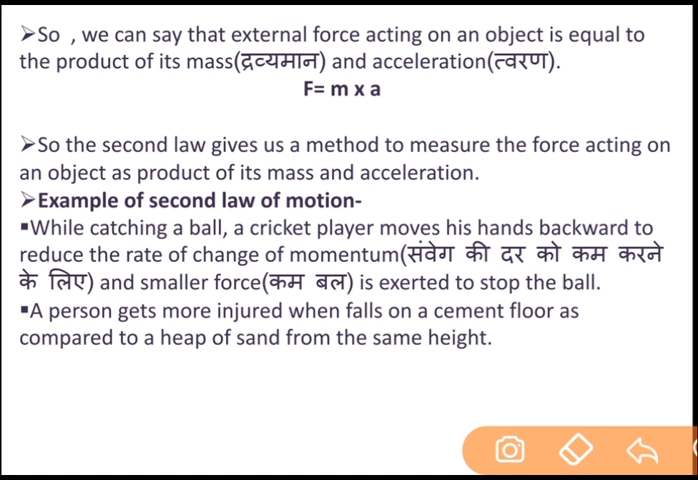 ➢So , we can say that external force acting on an object is equal to
the product of its mass(द्रव्यमान) and acceleration(त्वरण).
F= m x a
➢So the second law gives us a method to measure the force acting on
an object as product of its mass and acceleration.
➢Example of second law of motion-
▪While catching a ball, a cricket player moves his hands backward to
reduce the rate of change of momentum(संवेग की दर को कम करने
के लिए) and smaller force(कम बल) is exerted to stop the ball.
▪A person gets more injured when falls on a cement floor as
compared to a heap of sand from the same height.